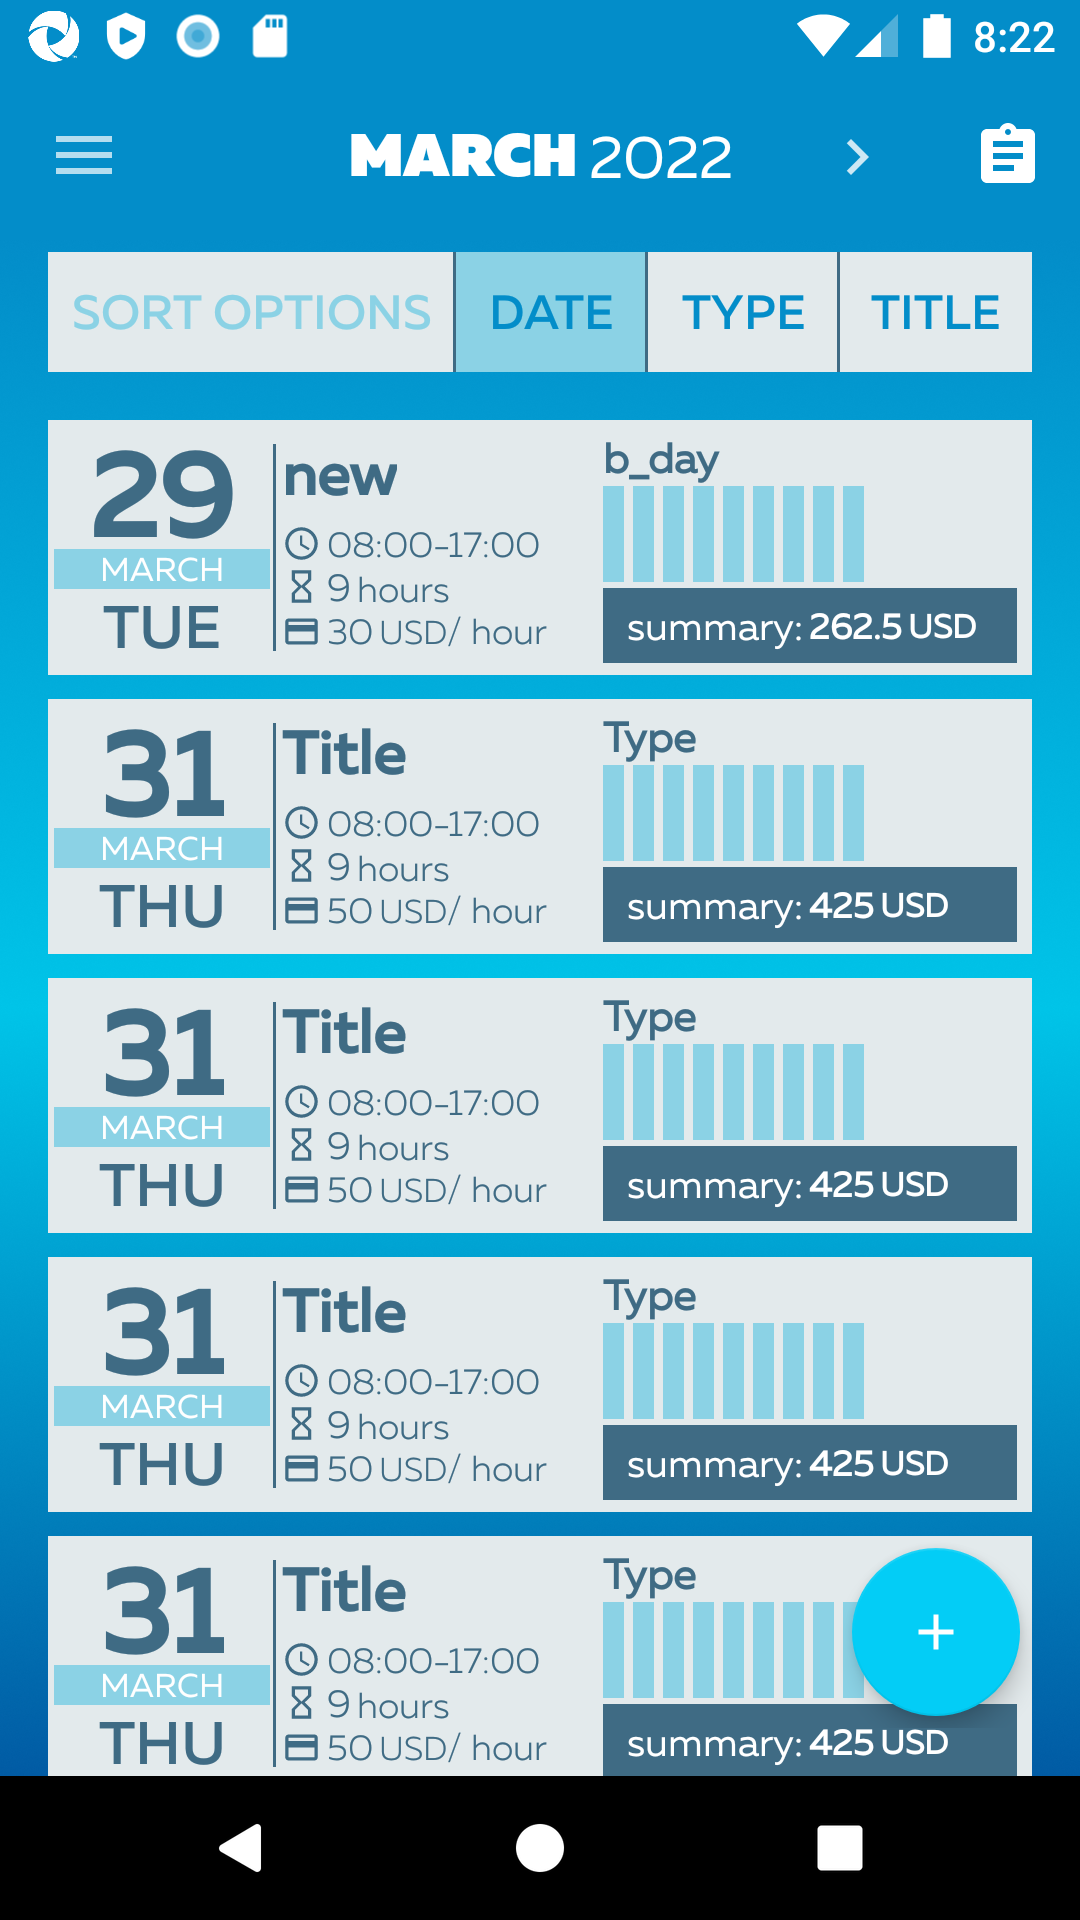 8:22
MARCH 2022
SORT OPTIONS DATE TYPE TITLE
29
MARCH
TUE
new
08:00-17:00
9 hours
30 USD/ hour
b_day
summary: 262.5 USD
31
MARCH
THU
Title
08:00-17:00
9 hours
50 USD/ hour
Type
summary: 425 USD
31
MARCH
THU
Title
08:00-17:00
9 hours
50 USD/ hour
Type
summary: 425 USD
31
MARCH
THU
Title
08:00-17:00
9 hours
50 USD/ hour
Type
summary: 425 USD
31
MARCH
THU
Title
08:00-17:00
9 hours
50 USD/ hour
Type
summary: 425 USD